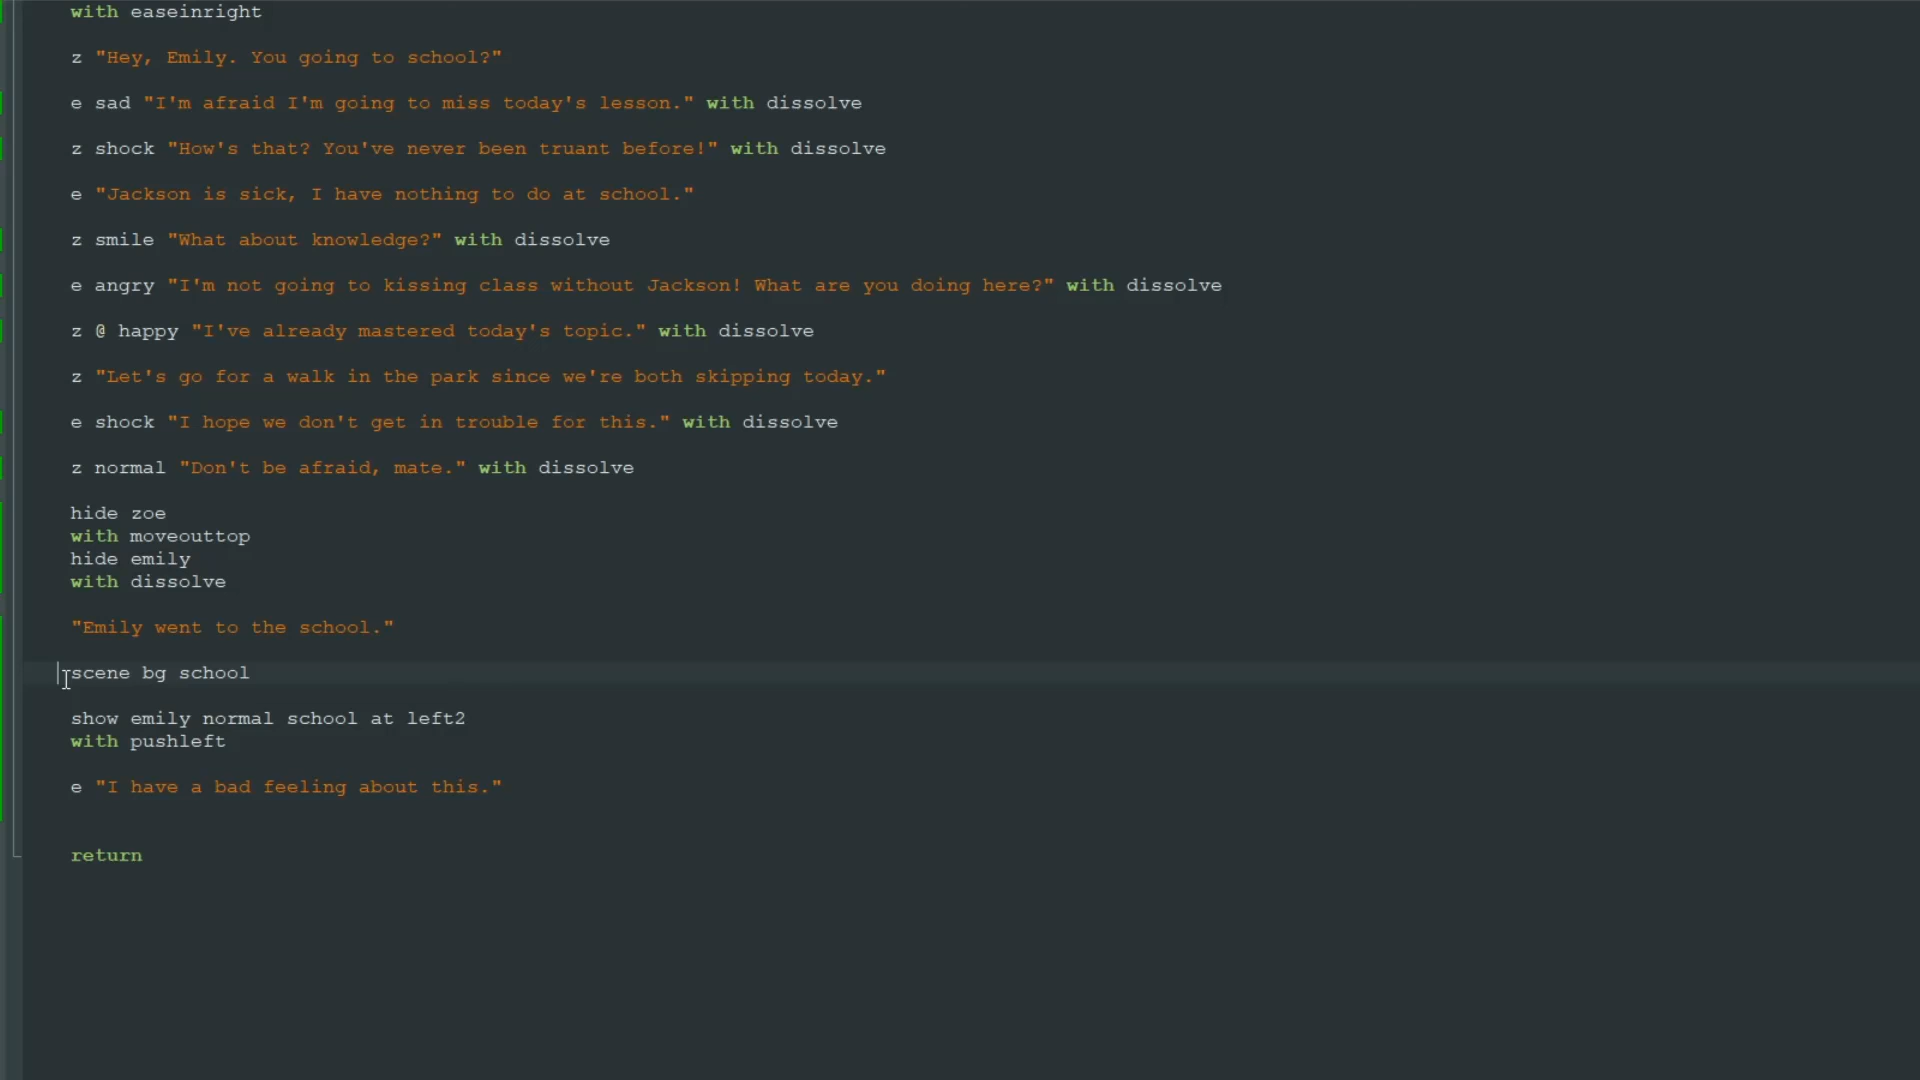 with easeinright
z "Hey, Emily. You going to school?"
e sad "I'm afraid I'm going to miss today's lesson." with dissolve
z shock "How's that? You've never been truant before!" with dissolve
e "Jackson is sick, I have nothing to do at school."
z smile "What about knowledge?" with dissolve
e angry "I'm not going to kissing class without Jackson! What are you doing here?" with dissolve
z @ happy "I've already mastered today's topic." with dissolve
z "Let's go for a walk in the park since we're both skipping today."
e shock "I hope we don't get in trouble for this." with dissolve
z normal "Don't be afraid, mate." with dissolve
hide zoe
with moveouttop
hide emily
with dissolve
"Emily went to the school."
scene bg school
show emily normal school at left2
with pushleft
e "I have a bad feeling about this."
return